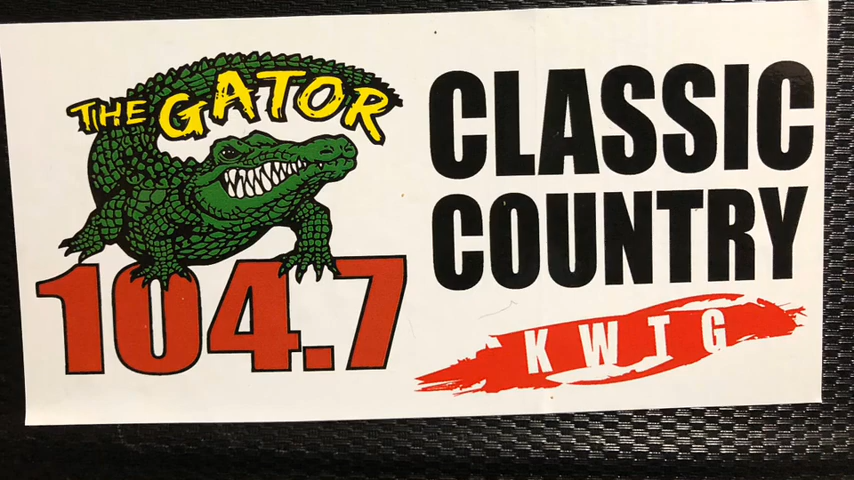 THE GATOR
104.7
CLASSIC
COUNTRY
KWTG